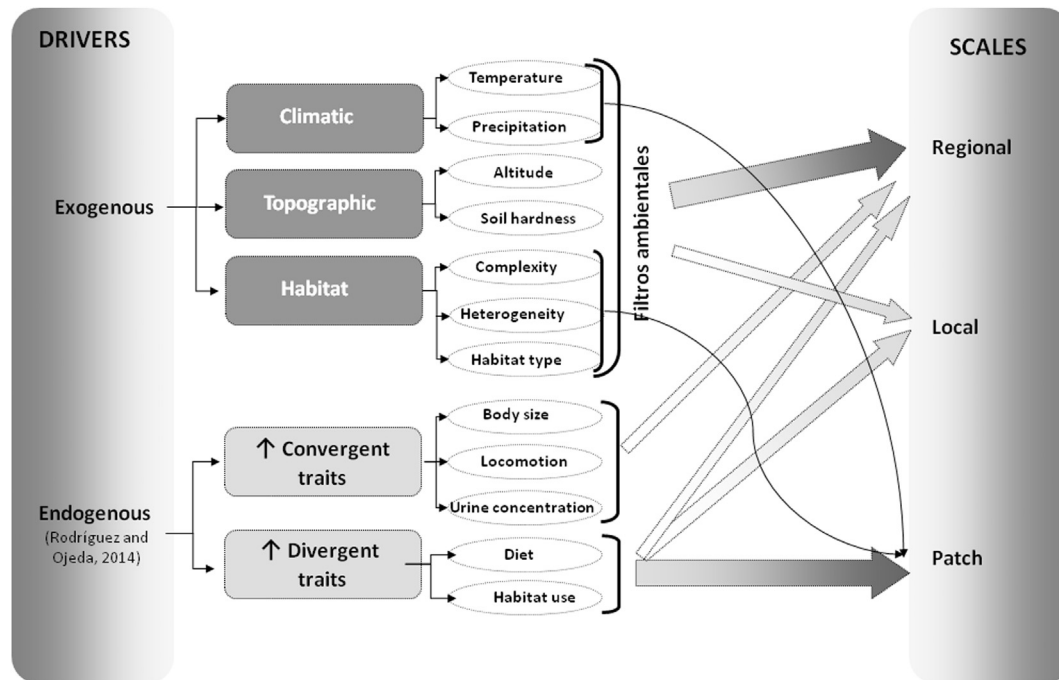 DRIVERS
SCALES
Exogenous
Climatic
Temperature
Precipitation
Topographic
Altitude
Soil hardness
Habitat
Complexity
Heterogeneity
Habitat type
Filtros ambientales
Endogenous
(Rodríguez and
Ojeda, 2014)
↑ Convergent
traits
Body size
Locomotion
Urine concentration
↑ Divergent
traits
Diet
Habitat use
Regional
Local
Patch